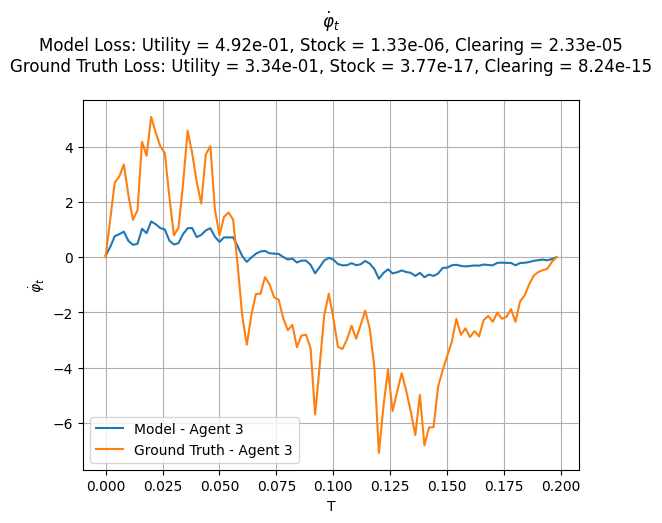 φ̇_t
Model Loss: Utility = 4.92e-01, Stock = 1.33e-06, Clearing = 2.33e-05
Ground Truth Loss: Utility = 3.34e-01, Stock = 3.77e-17, Clearing = 8.24e-15
4
2
0
−2
−4
−6
φ̇_t
Model - Agent 3
Ground Truth - Agent 3
0.000 0.025 0.050 0.075 0.100 0.125 0.150 0.175 0.200
T